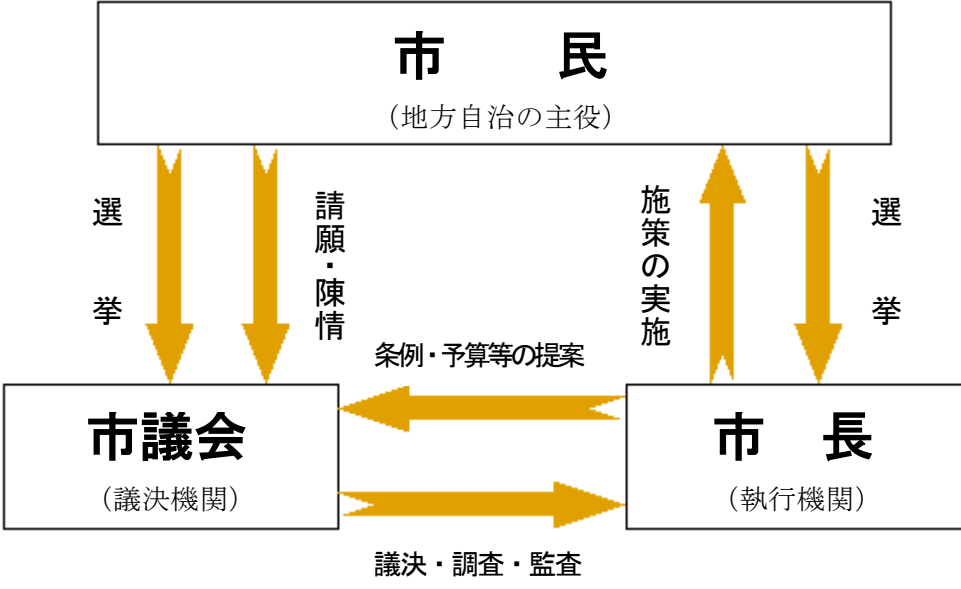 市　民
（地方自治の主役）
選挙
請願・陳情
施策の実施
選挙
条例・予算等の提案
市議会
（議決機関）
市　長
（執行機関）
議決・調査・監査